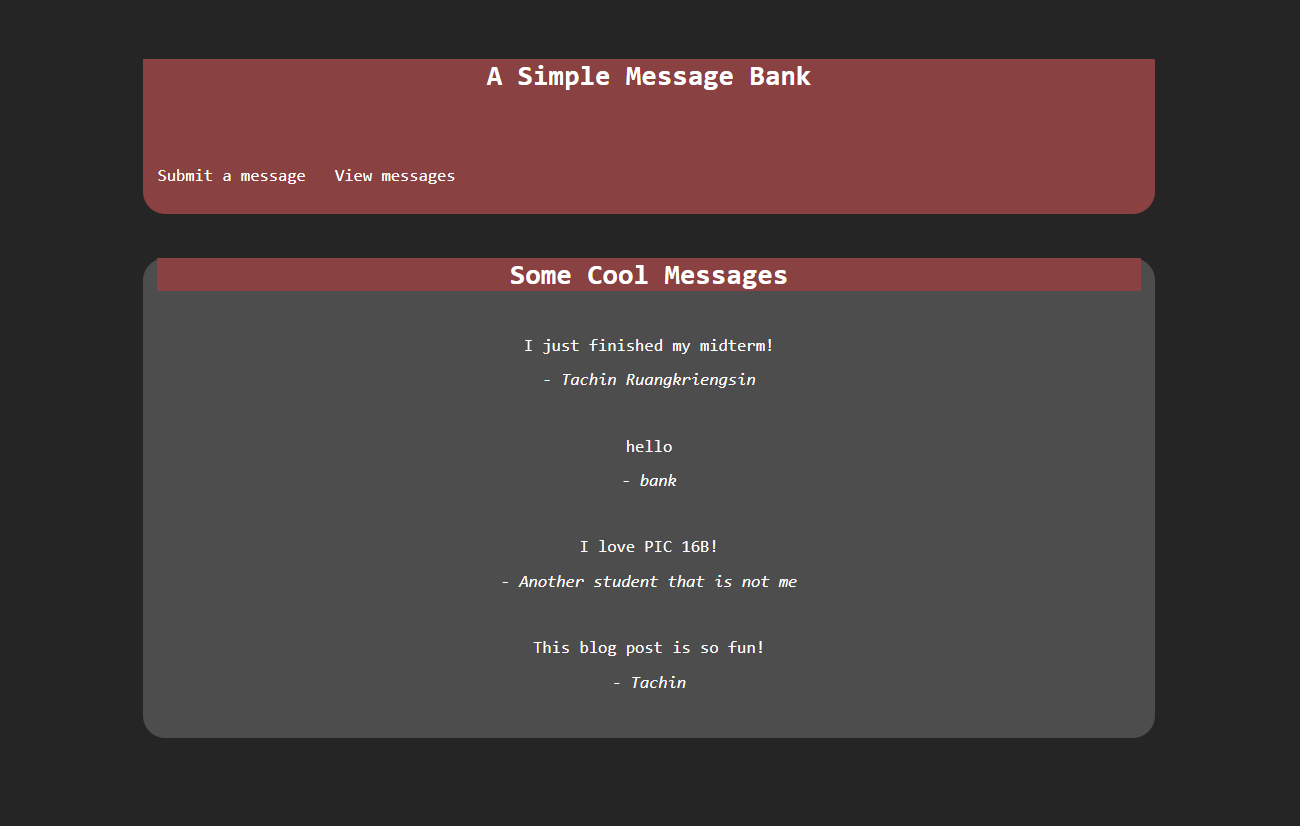 A Simple Message Bank
Submit a message View messages
Some Cool Messages
I just finished my midterm!
- Tachin Ruangkriengsin
hello
- bank
I love PIC 16B!
- Another student that is not me
This blog post is so fun!
- Tachin